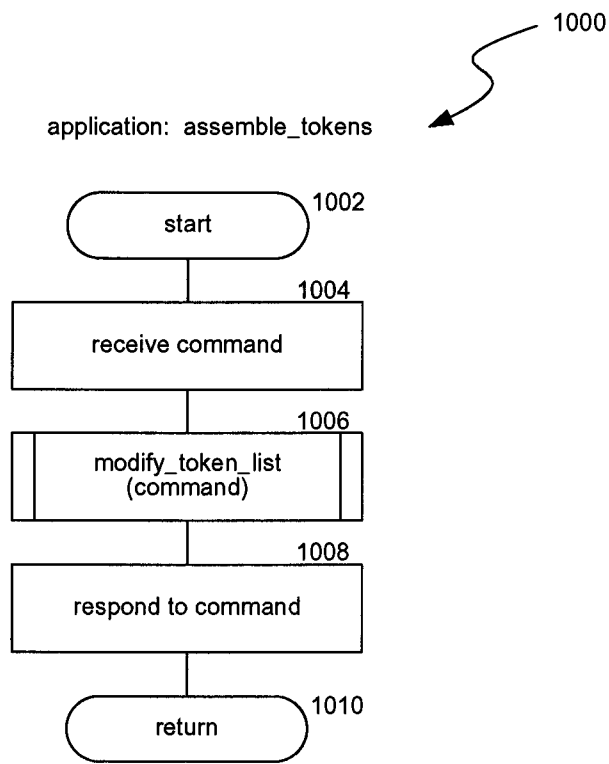 1000
application: assemble_tokens
1002
start
1004
receive command
1006
modify_token_list
(command)
1008
respond to command
1010
return